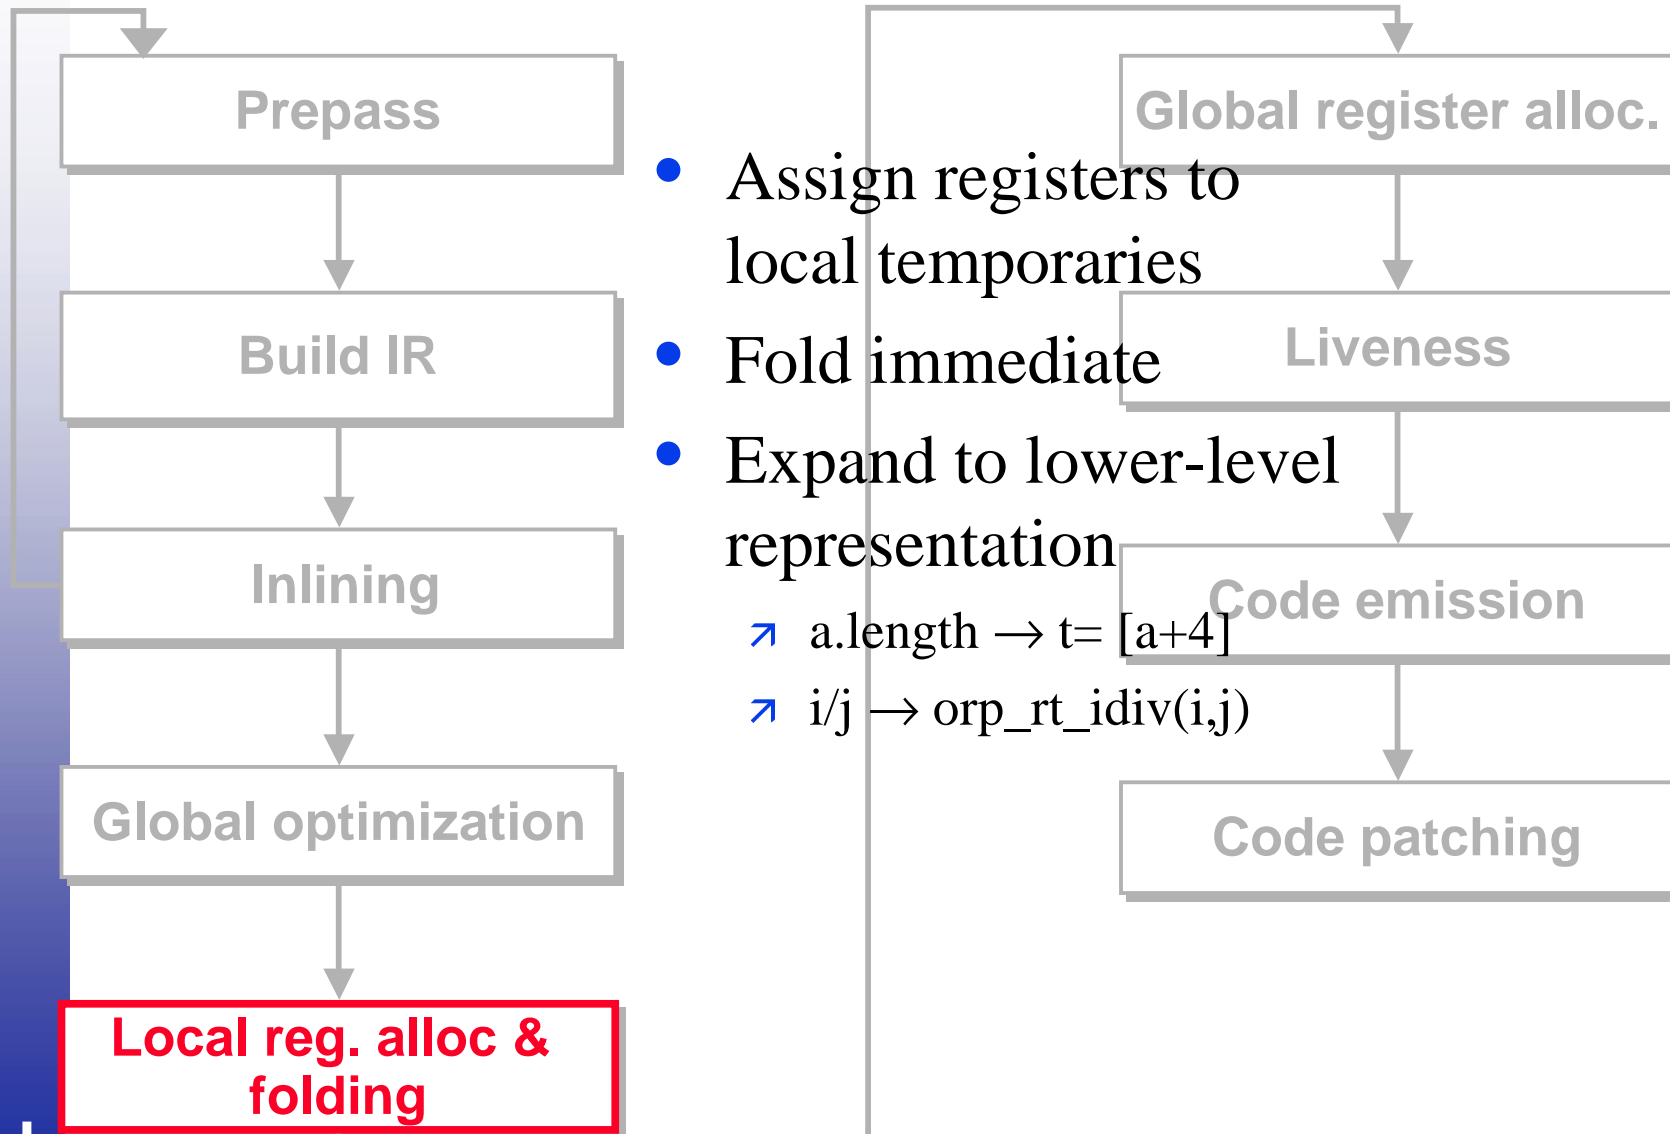 Prepass
Build IR
Inlining
Global optimization
Local reg. alloc &
folding
• Assign registers to
local temporaries
• Fold immediate
• Expand to lower-level
representation
a.length → t= [a+4]
i/j → orp_rt_idiv(i,j)
Global register alloc.
Liveness
Code emission
Code patching